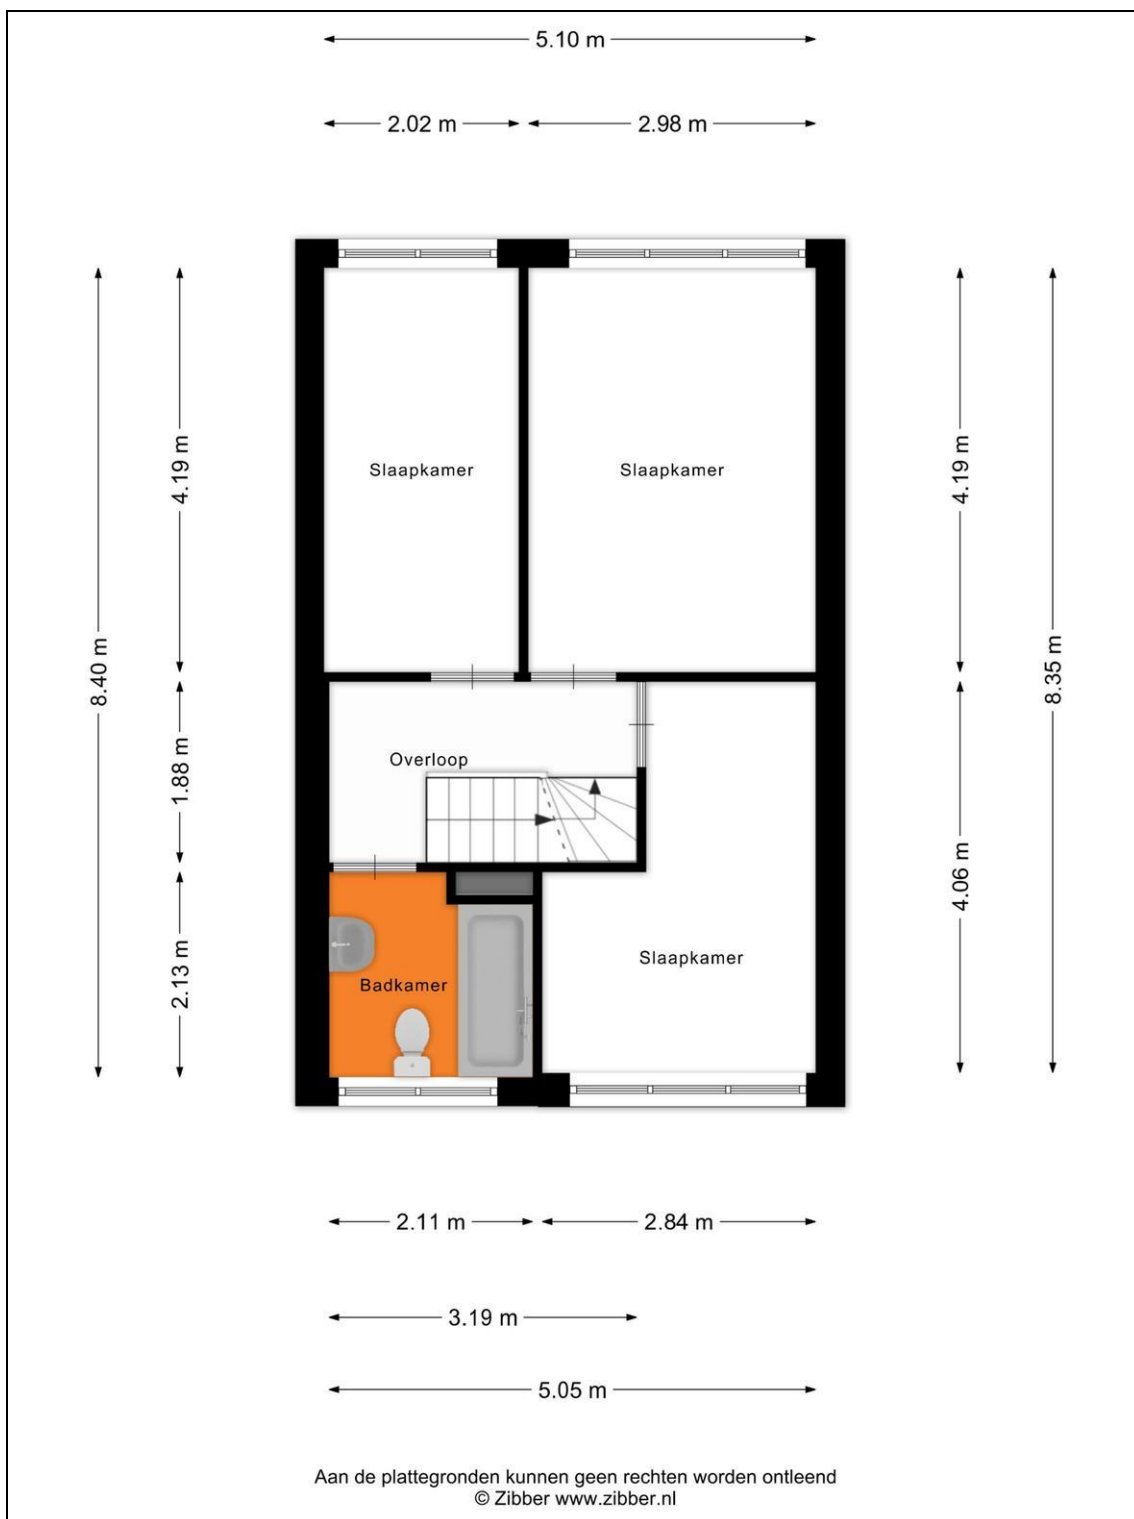 5.10 m
2.02 m
2.98 m
4.19 m
4.19 m
Slaapkamer
Slaapkamer
8.40 m
8.35 m
1.88 m
Overloop
4.06 m
2.13 m
Slaapkamer
Badkamer
2.11 m
2.84 m
3.19 m
5.05 m
Aan de plattegronden kunnen geen rechten worden ontleend
© Zibber www.zibber.nl